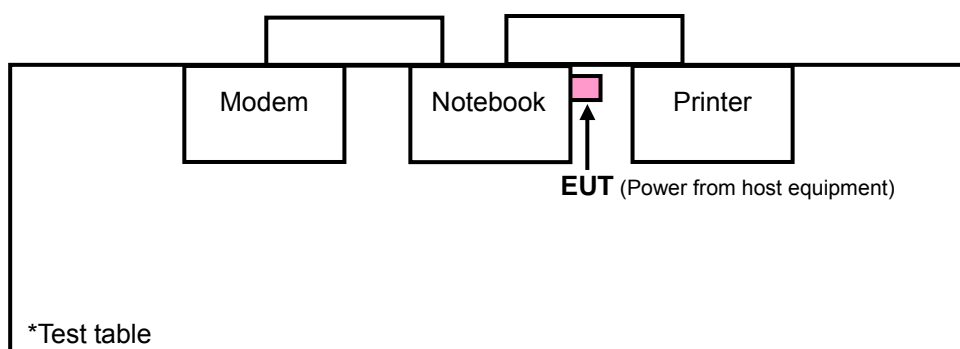 Modem
Notebook
Printer
EUT (Power from host equipment)
*Test table